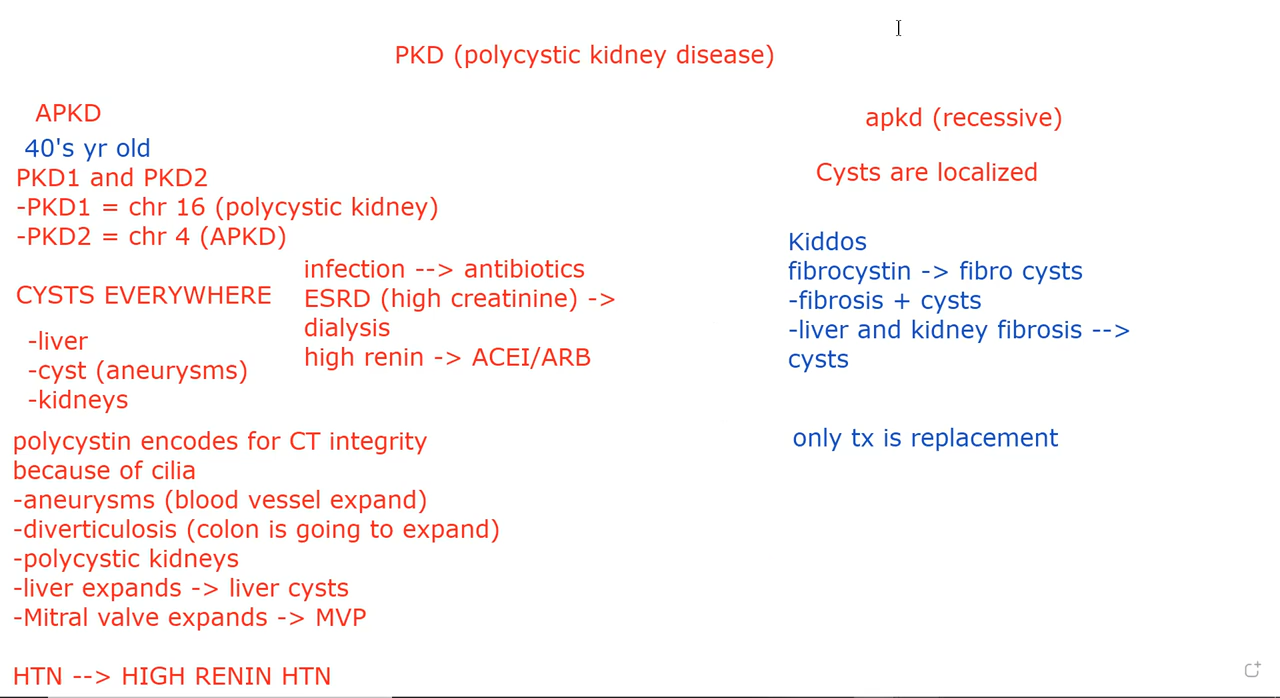 PKD (polycystic kidney disease)
APKD
40's yr old
PKD1 and PKD2
-PKD1 = chr 16 (polycystic kidney)
-PKD2 = chr 4 (APKD)
CYSTS EVERYWHERE
-liver
-cyst (aneurysms)
-kidneys
infection --> antibiotics
ESRD (high creatinine) ->
dialysis
high renin -> ACEI/ARB
polycystin encodes for CT integrity
because of cilia
-aneurysms (blood vessel expand)
-diverticulosis (colon is going to expand)
-polycystic kidneys
-liver expands -> liver cysts
-Mitral valve expands -> MVP
HTN --> HIGH RENIN HTN
apkd (recessive)
Cysts are localized
Kiddos
fibrocystin -> fibro cysts
-fibrosis + cysts
-liver and kidney fibrosis -->
cysts
only tx is replacement